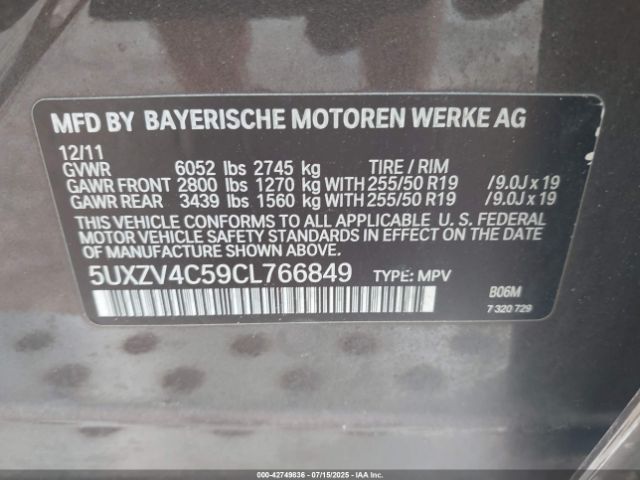 MFD BY BAYERISCHE MOTOREN WERKE AG
12/11
GVWR 6052 lbs 2745 kg TIRE / RIM
GAWR FRONT 2800 lbs 1270 kg WITH 255/50 R19 /9.0J x 19
GAWR REAR 3439 lbs 1560 kg WITH 255/50 R19 /9.0J x 19
THIS VEHICLE CONFORMS TO ALL APPLICABLE U. S. FEDERAL
MOTOR VEHICLE SAFETY STANDARDS IN EFFECT ON THE DATE
OF MANUFACTURE SHOWN ABOVE.
5UXZV4C59CL766849 TYPE: MPV
B06M
7 320 729
000-42749836 - 07/15/2025 - IAA Inc.